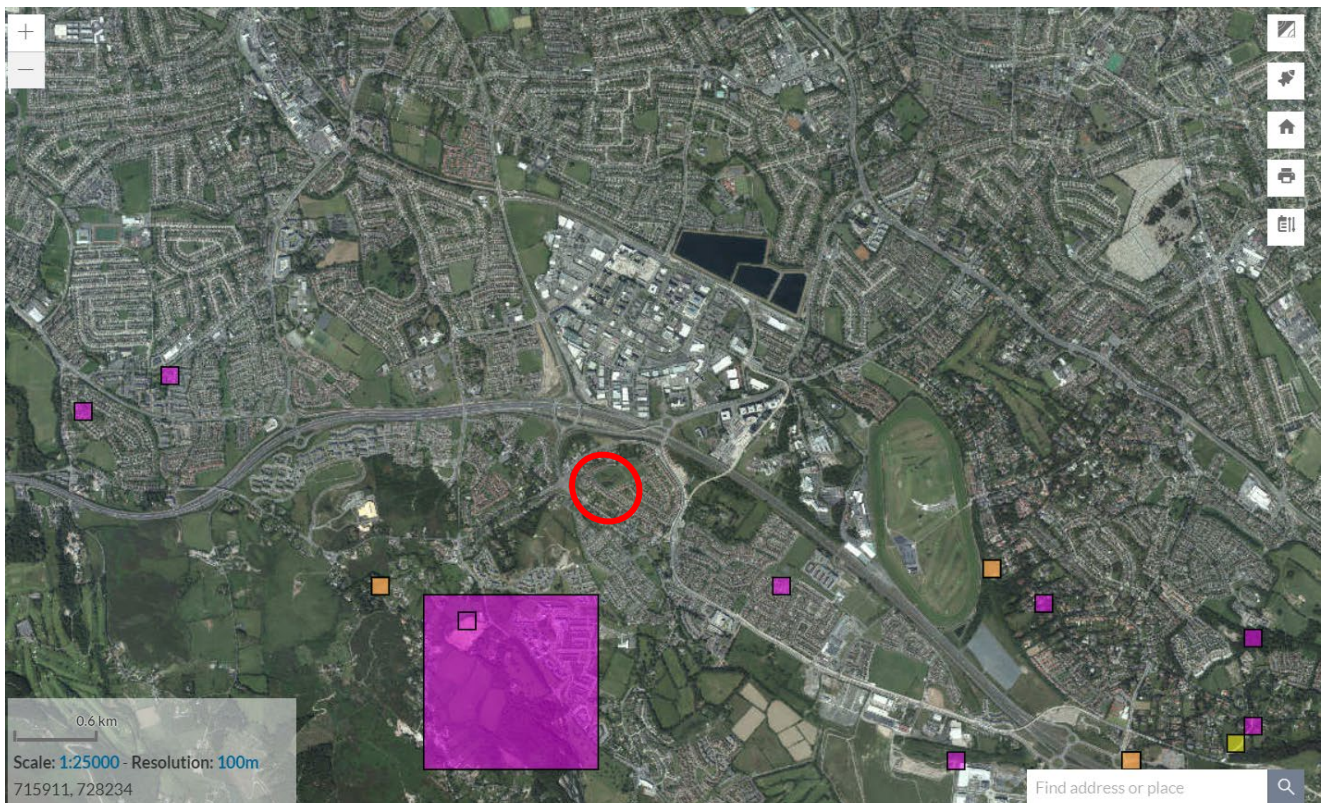 +
−
0.6 km
Scale: 1:25000 - Resolution: 100m
715911, 728234
Find address or place